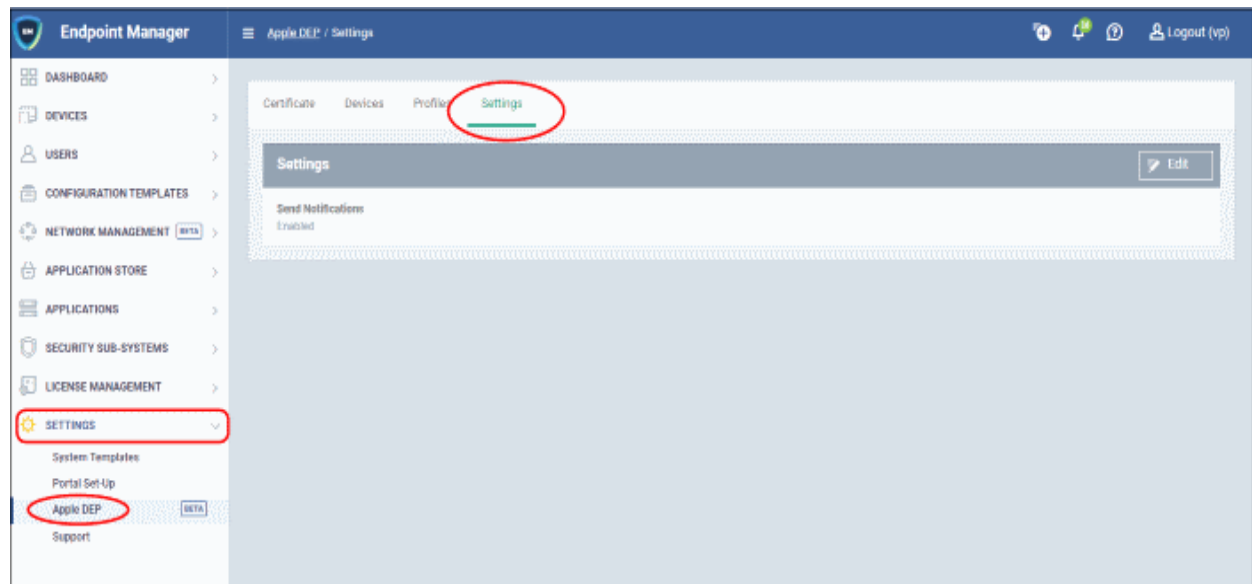 EM Endpoint Manager
Apple DEP / Settings
Logout (vp)
DASHBOARD
DEVICES
USERS
CONFIGURATION TEMPLATES
NETWORK MANAGEMENT BETA
APPLICATION STORE
APPLICATIONS
SECURITY SUB-SYSTEMS
LICENSE MANAGEMENT
SETTINGS
System Templates
Portal Set-Up
Apple DEP BETA
Support
Certificate Devices Profiles Settings
Settings
Edit
Send Notifications
Enabled